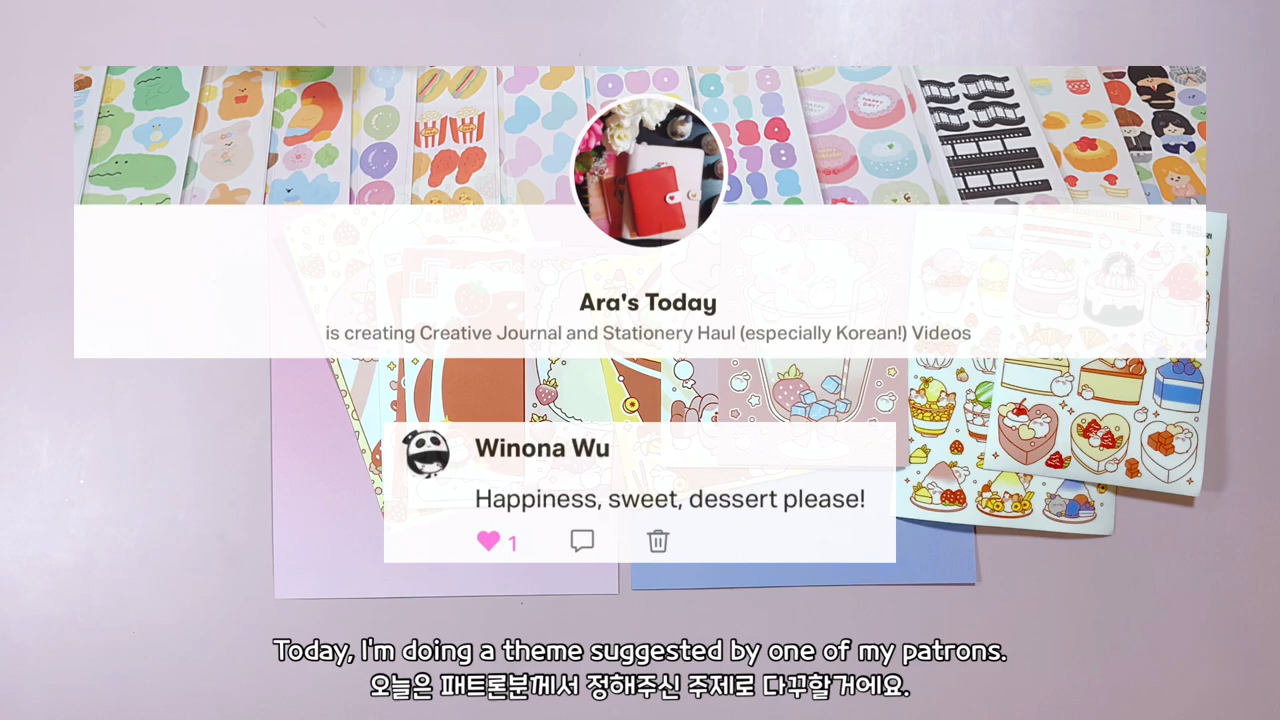 Ara's Today
is creating Creative Journal and Stationery Haul (especially Korean!) Videos
Winona Wu
Happiness, sweet, dessert please!
1
Today, I'm doing a theme suggested by one of my patrons.
오늘은 패트론분께서 정해주신 주제로 다꾸할거에요.